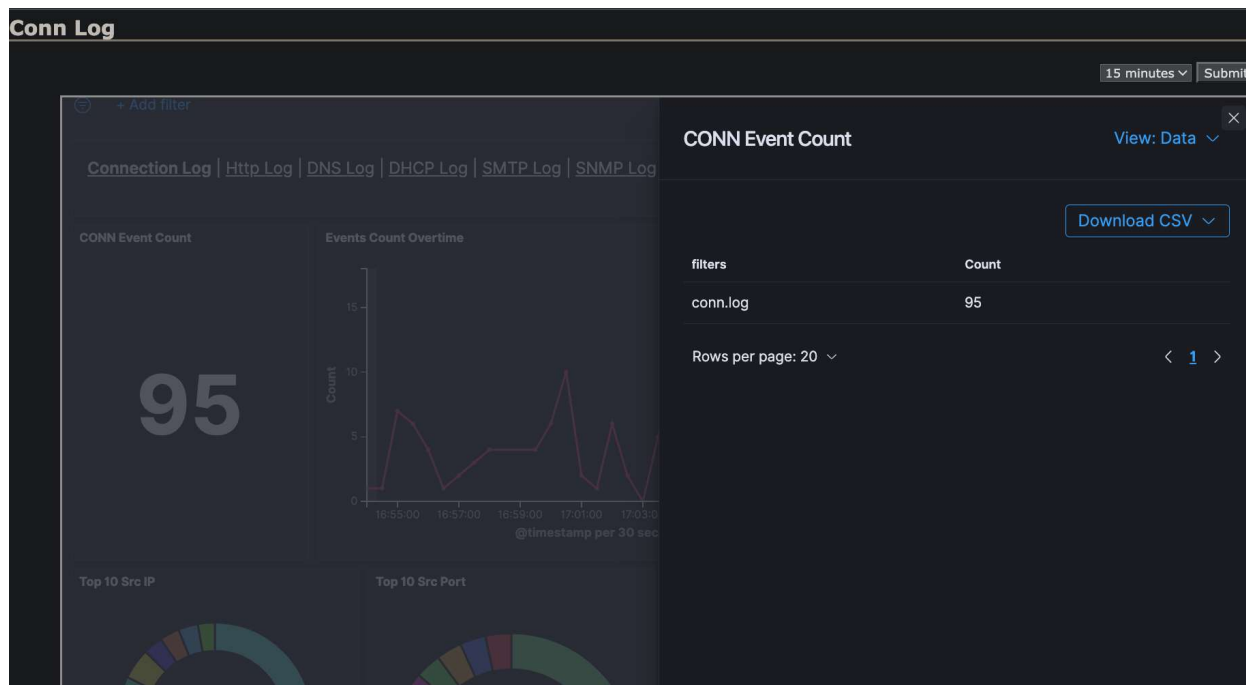 Conn Log
15 minutes Submit
+ Add filter
Connection Log | Http Log | DNS Log | DHCP Log | SMTP Log | SNMP Log
CONN Event Count
95
Events Count Overtime
Count
15
10
5
0
16:55:00 16:57:00 16:59:00 17:01:00 17:03:0
@timestamp per 30 sec
Top 10 Src IP
Top 10 Src Port
CONN Event Count
View: Data
Download CSV
filters Count
conn.log 95
Rows per page: 20
1